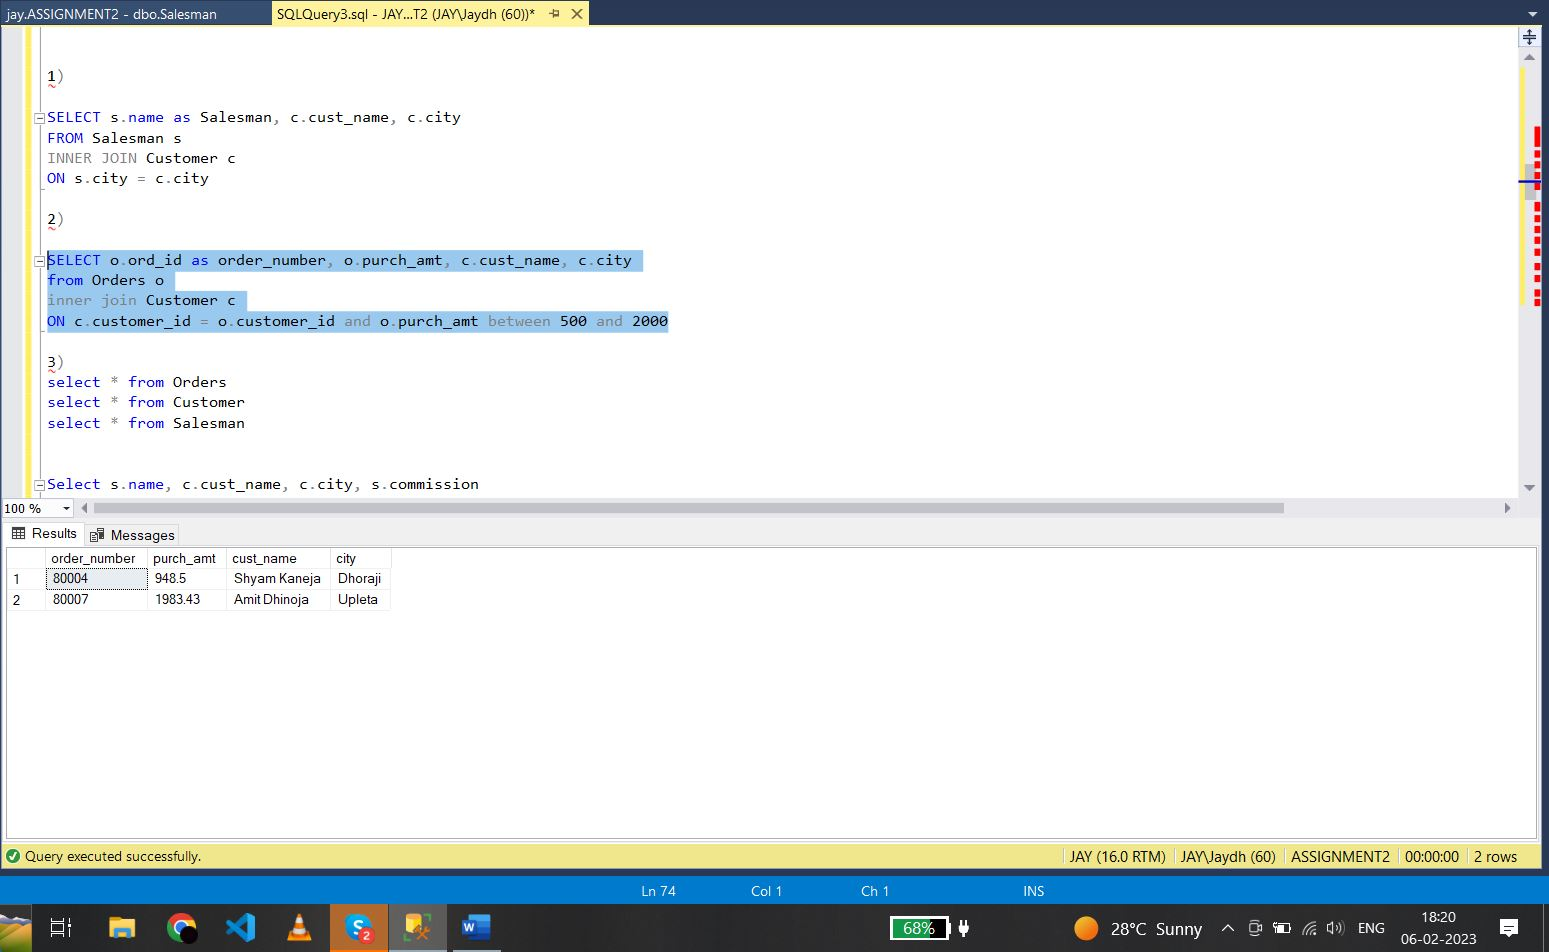 jay.ASSIGNMENT2 - dbo.Salesman
SQLQuery3.sql - JAY...T2 (JAY\Jaydh (60))*
1)
SELECT s.name as Salesman, c.cust_name, c.city
FROM Salesman s
INNER JOIN Customer c
ON s.city = c.city
2)
SELECT o.ord_id as order_number, o.purch_amt, c.cust_name, c.city
from Orders o
inner join Customer c
ON c.customer_id = o.customer_id and o.purch_amt between 500 and 2000
3)
select * from Orders
select * from Customer
select * from Salesman
Select s.name, c.cust_name, c.city, s.commission
100 %
Results Messages
order_number purch_amt cust_name city
1 80004 948.5 Shyam Kaneja Dhoraji
2 80007 1983.43 Amit Dhinoja Upleta
Query executed successfully. JAY (16.0 RTM) JAY\Jaydh (60) ASSIGNMENT2 00:00:00 2 rows
Ln 74 Col 1 Ch 1 INS
2
68%
28°C Sunny
ENG
18:20
06-02-2023